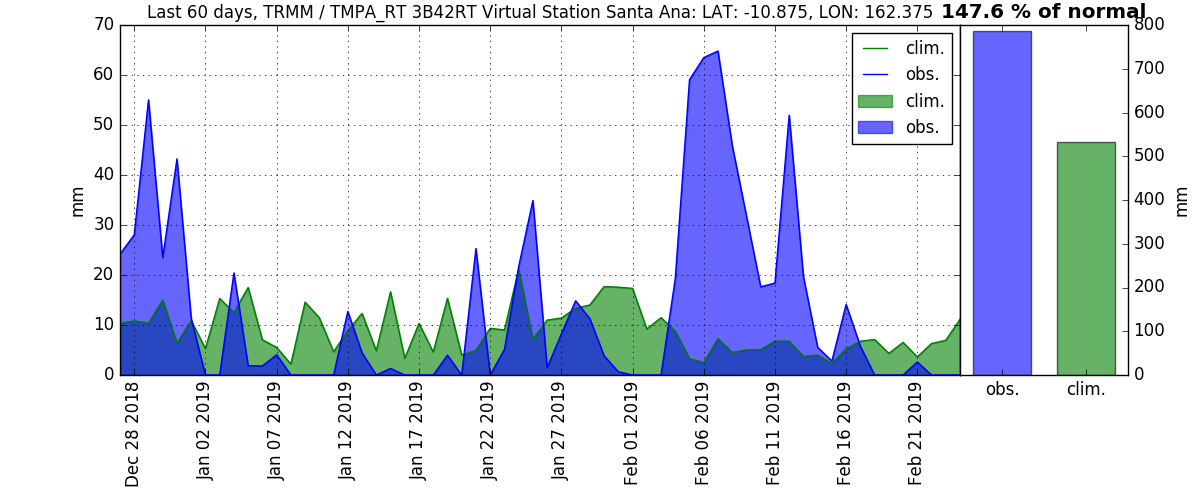 Last 60 days, TRMM / TMPA_RT 3B42RT Virtual Station Santa Ana: LAT: -10.875, LON: 162.375
147.6 % of normal
70
60
50
40
30
20
10
0
mm
clim.
obs.
clim.
obs.
Dec 28 2018
Jan 02 2019
Jan 07 2019
Jan 12 2019
Jan 17 2019
Jan 22 2019
Jan 27 2019
Feb 01 2019
Feb 06 2019
Feb 11 2019
Feb 16 2019
Feb 21 2019
800
700
600
500
400
300
200
100
0
mm
obs.
clim.